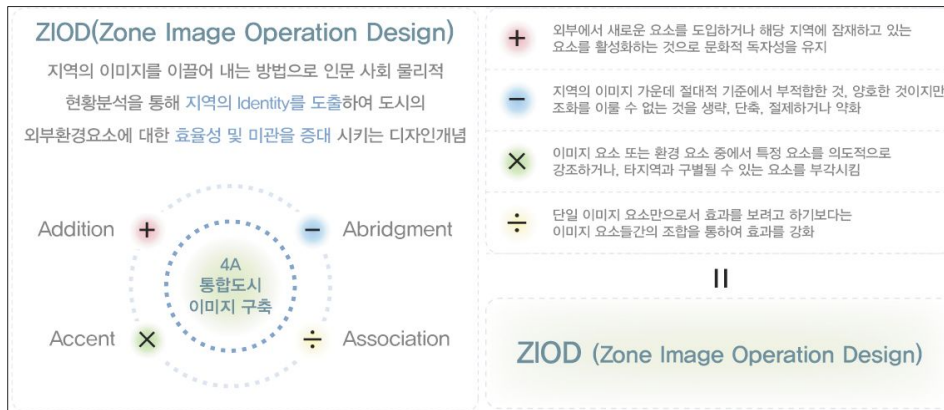 ZIOD(Zone Image Operation Design)
지역의 이미지를 이끌어 내는 방법으로 인문 사회 물리적
현황분석을 통해 지역의 Identity를 도출하여 도시의
외부환경요소에 대한 효율성 및 미관을 증대 시키는 디자인개념
Addition +
− Abridgment
4A
통합도시
이미지 구축
Accent ×
÷ Association
+ 외부에서 새로운 요소를 도입하거나 해당 지역에 잠재하고 있는
요소를 활성화하는 것으로 문화적 독자성을 유지
− 지역의 이미지 가운데 절대적 기준에서 부적합한 것, 양호한 것이지만
조화를 이룰 수 없는 것을 생략, 단축, 절제하거나 약화
× 이미지 요소 또는 환경 요소 중에서 특정 요소를 의도적으로
강조하거나, 타지역과 구별될 수 있는 요소를 부각시킴
÷ 단일 이미지 요소만으로서 효과를 보려고 하기보다는
이미지 요소들간의 조합을 통하여 효과를 강화
=
ZIOD (Zone Image Operation Design)